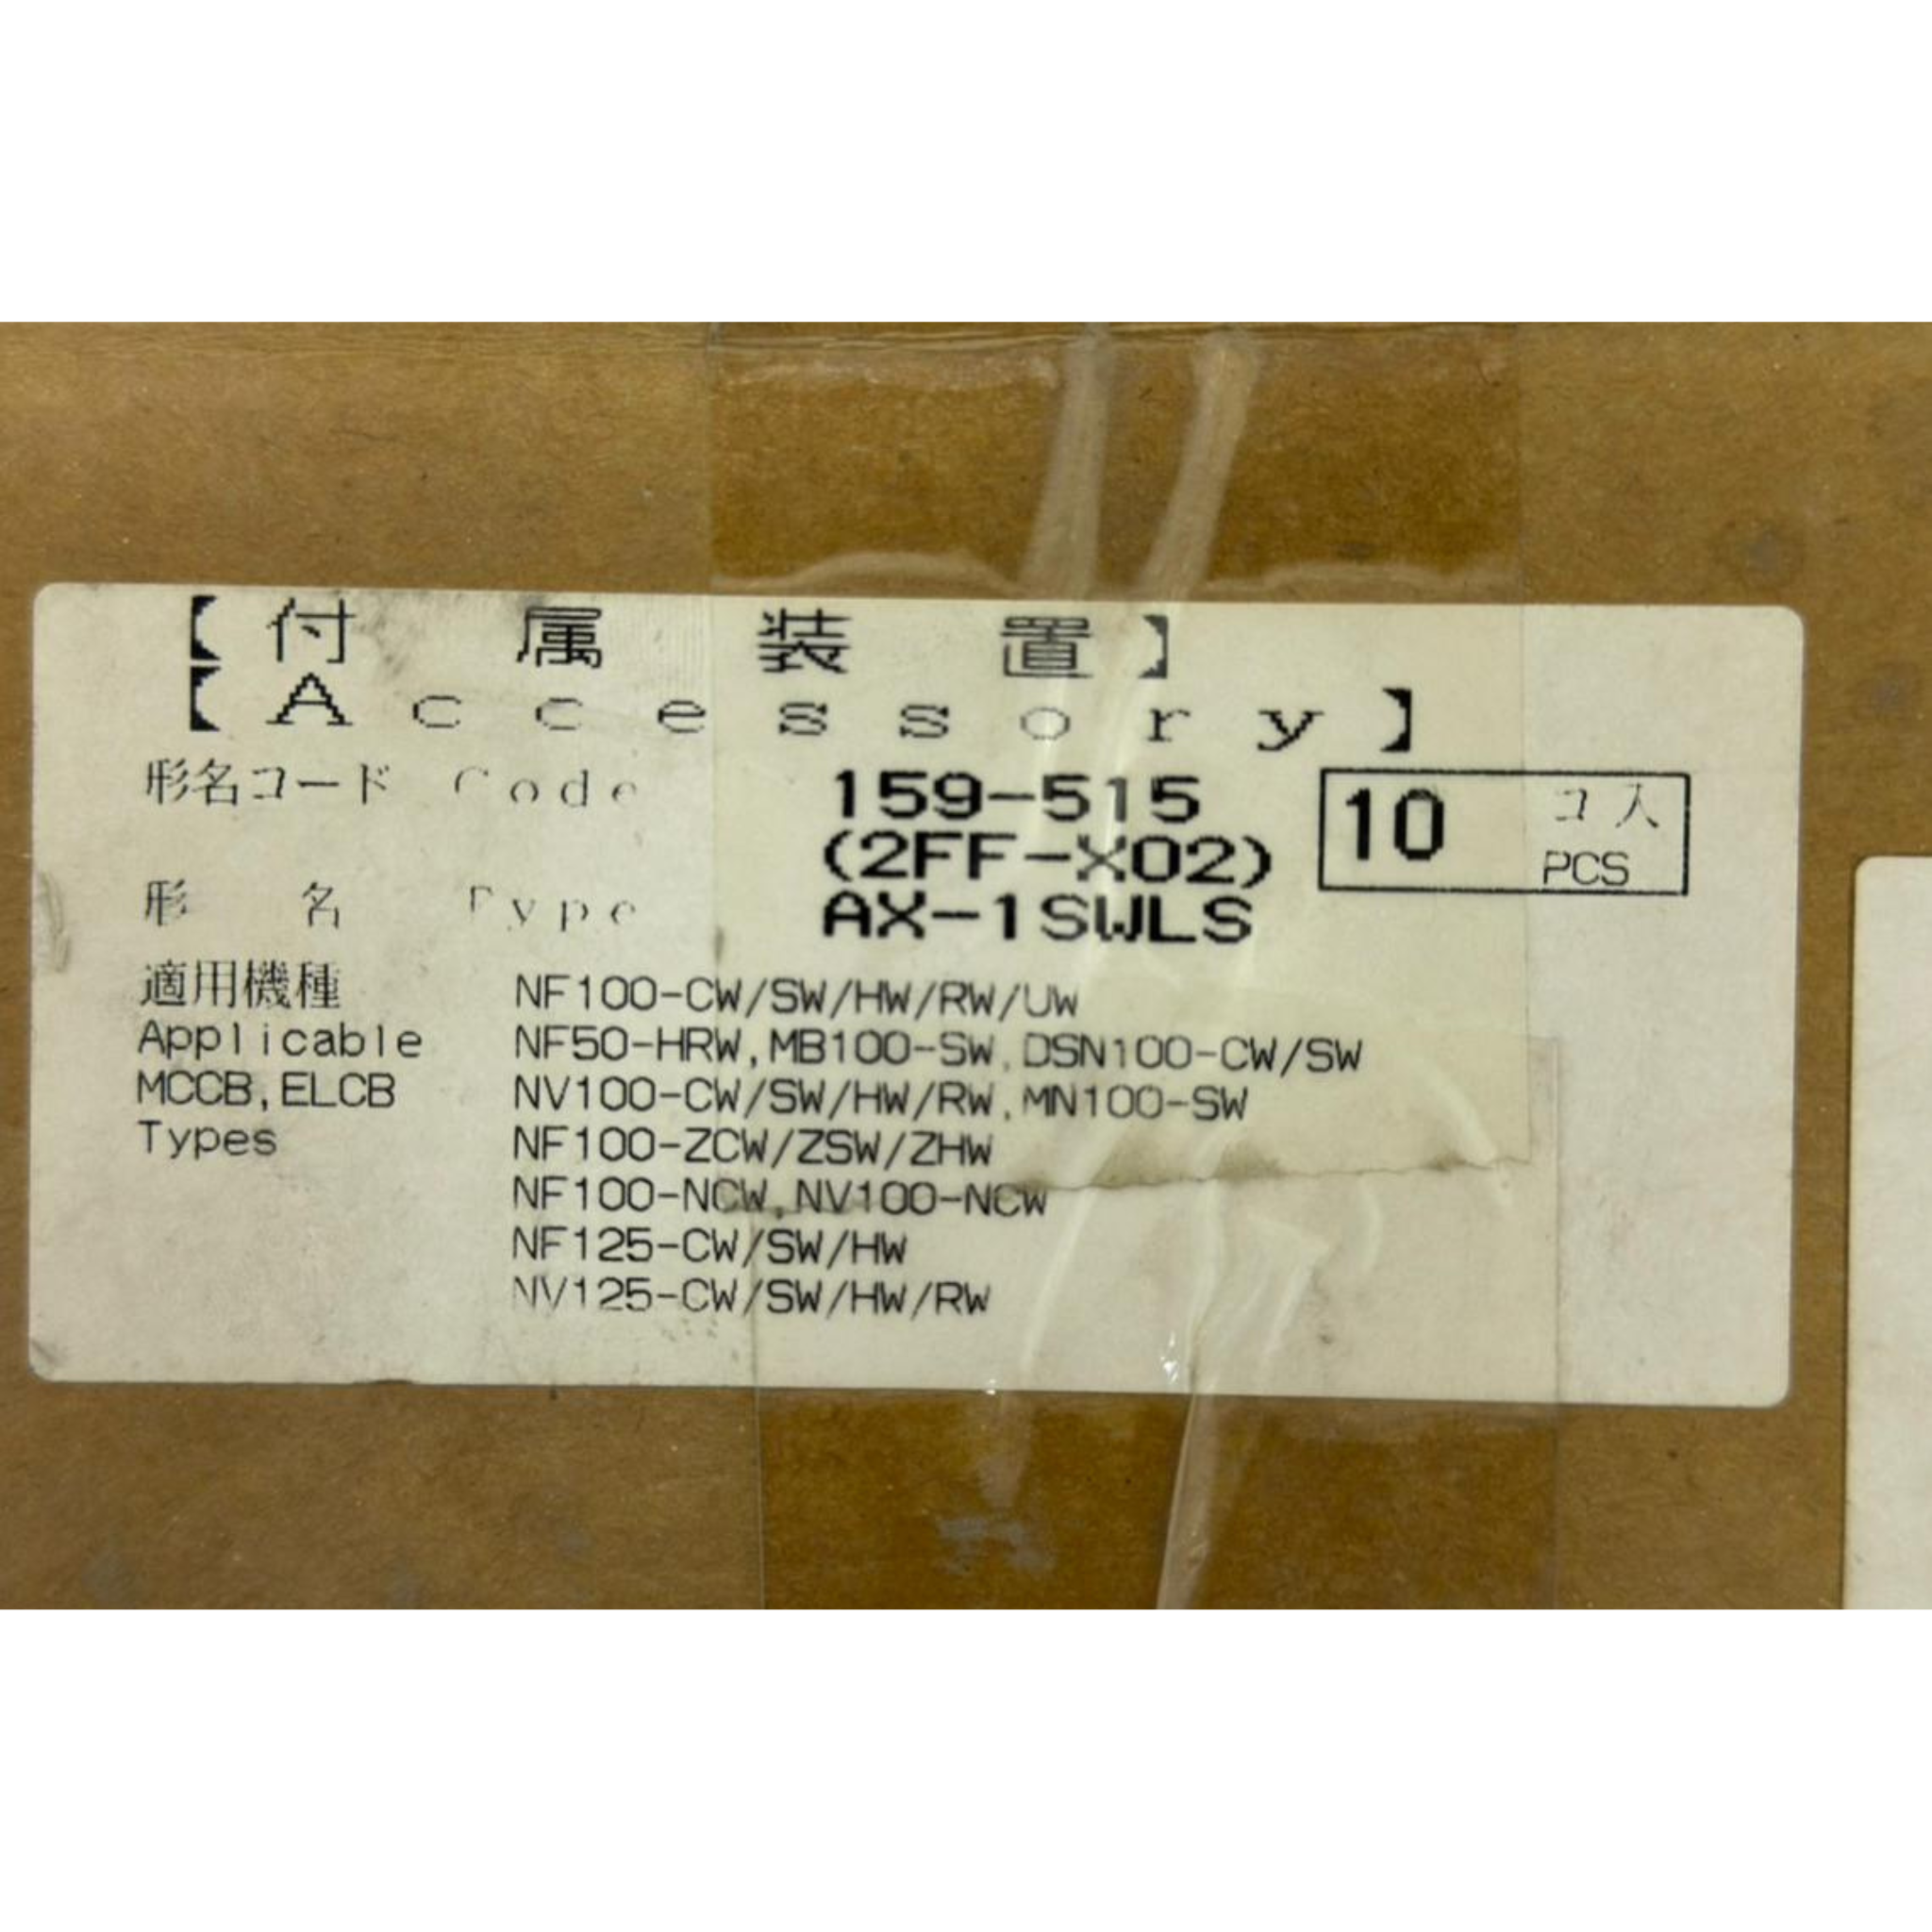 【付属装置】
【Accessory】
形名コード Code 159-515
(2FF-X02)
10 コ入
PCS
形名 Type AX-1SWLS
適用機種 NF100-CW/SW/HW/RW/UW
Applicable NF50-HRW,MB100-SW,DSN100-CW/SW
MCCB,ELCB NV100-CW/SW/HW/RW,MN100-SW
Types NF100-ZCW/ZSW/ZHW
NF100-NCW,NV100-NCW
NF125-CW/SW/HW
NV125-CW/SW/HW/RW